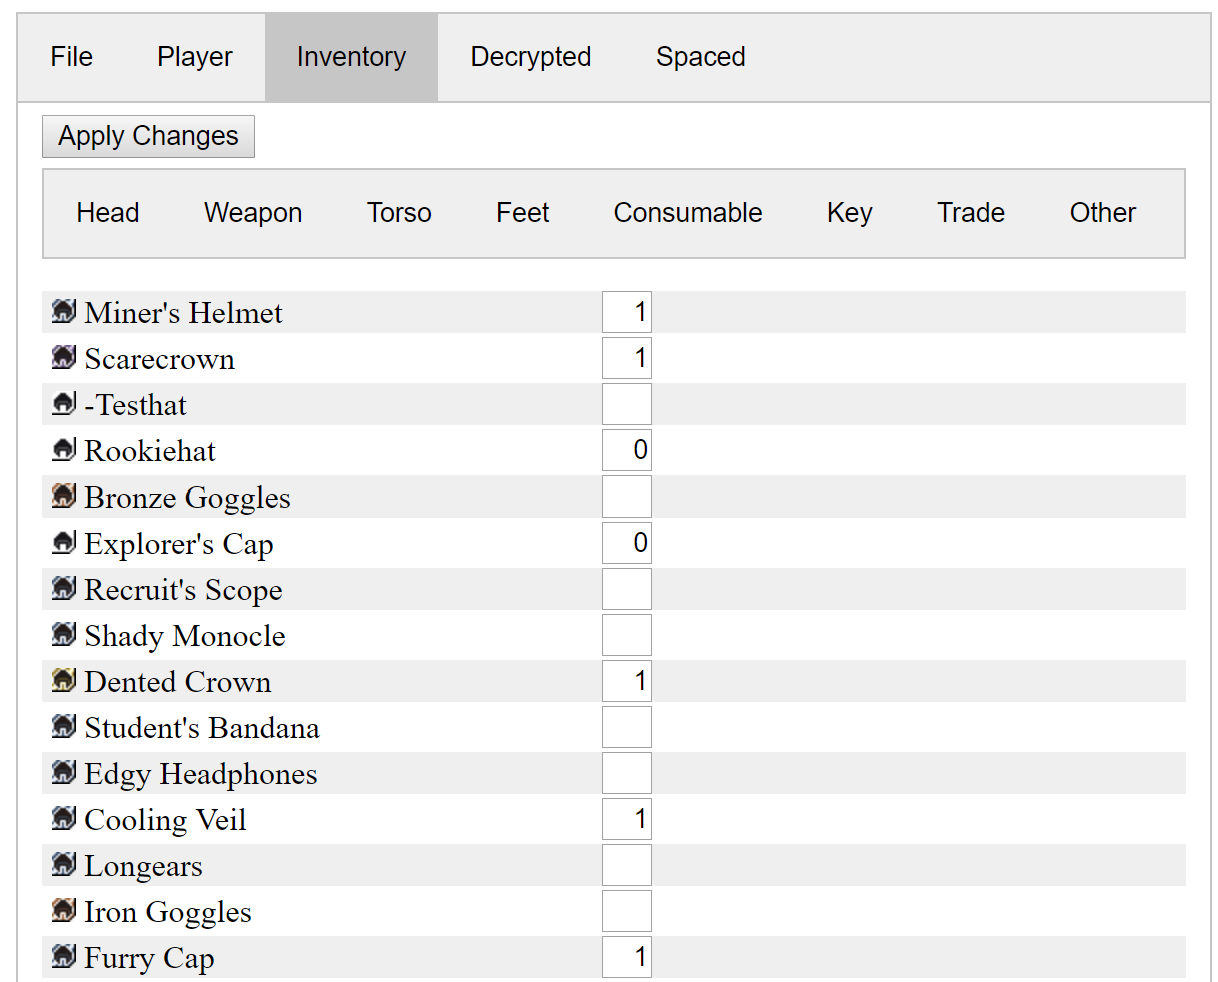 File Player Inventory Decrypted Spaced
Apply Changes
Head Weapon Torso Feet Consumable Key Trade Other
Miner's Helmet 1
Scarecrown 1
-Testhat
Rookiehat 0
Bronze Goggles
Explorer's Cap 0
Recruit's Scope
Shady Monocle
Dented Crown 1
Student's Bandana
Edgy Headphones
Cooling Veil 1
Longears
Iron Goggles
Furry Cap 1